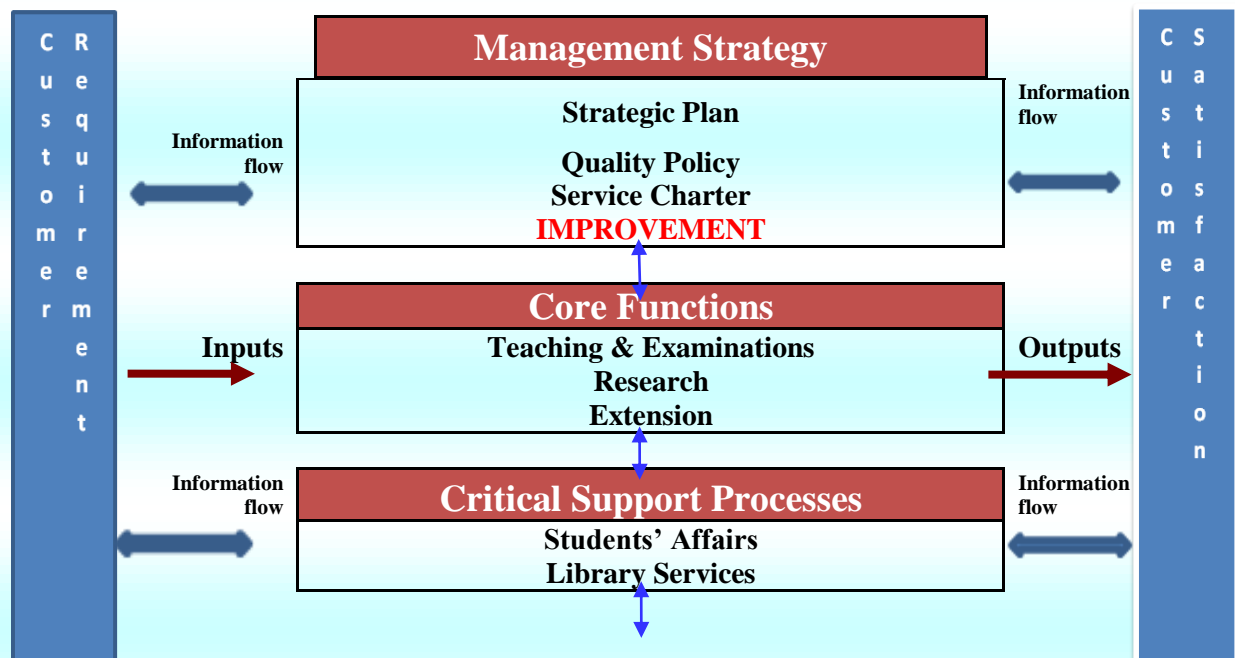 Customer
Requirement
Management Strategy
Strategic Plan
Quality Policy
Service Charter
IMPROVEMENT
Information
flow
Information
flow
Core Functions
Teaching & Examinations
Research
Extension
Inputs
Outputs
Critical Support Processes
Students’ Affairs
Library Services
Information
flow
Information
flow
Customer
Satisfaction